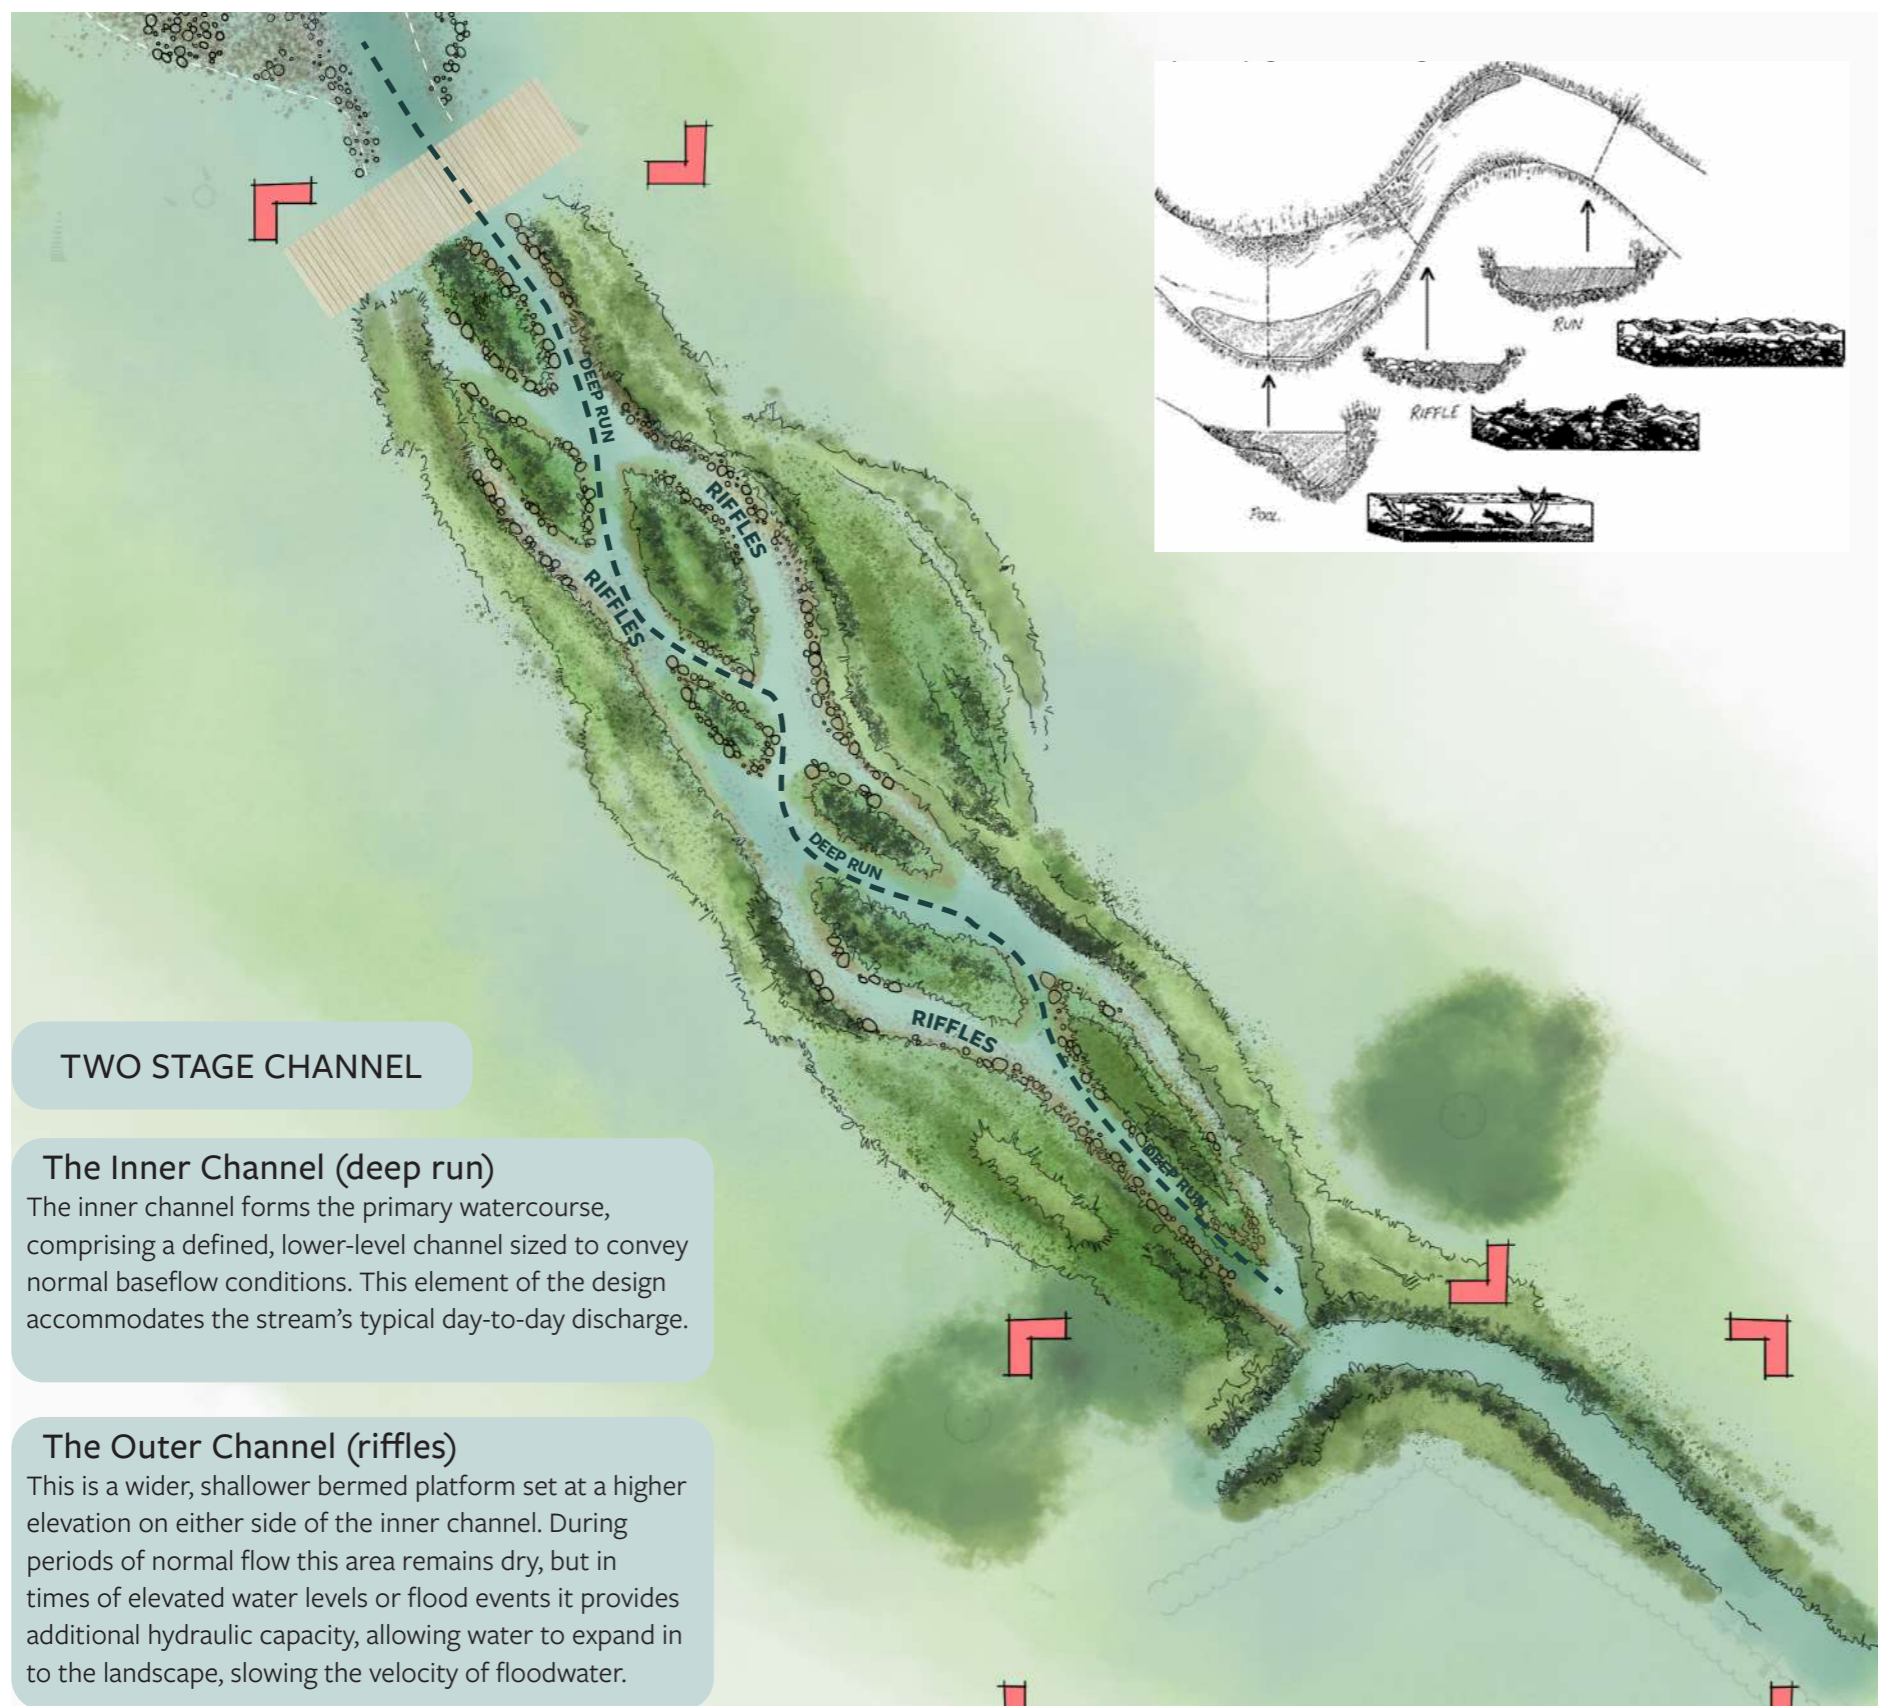 RUN
RIFFLE
POOL
DEEP RUN
RIFFLES
RIFFLES
DEEP RUN
RIFFLES
DEEP RUN
TWO STAGE CHANNEL
The Inner Channel (deep run)
The inner channel forms the primary watercourse,
comprising a defined, lower-level channel sized to convey
normal baseflow conditions. This element of the design
accommodates the stream’s typical day-to-day discharge.
The Outer Channel (riffles)
This is a wider, shallower bermed platform set at a higher
elevation on either side of the inner channel. During
periods of normal flow this area remains dry, but in
times of elevated water levels or flood events it provides
additional hydraulic capacity, allowing water to expand in
to the landscape, slowing the velocity of floodwater.